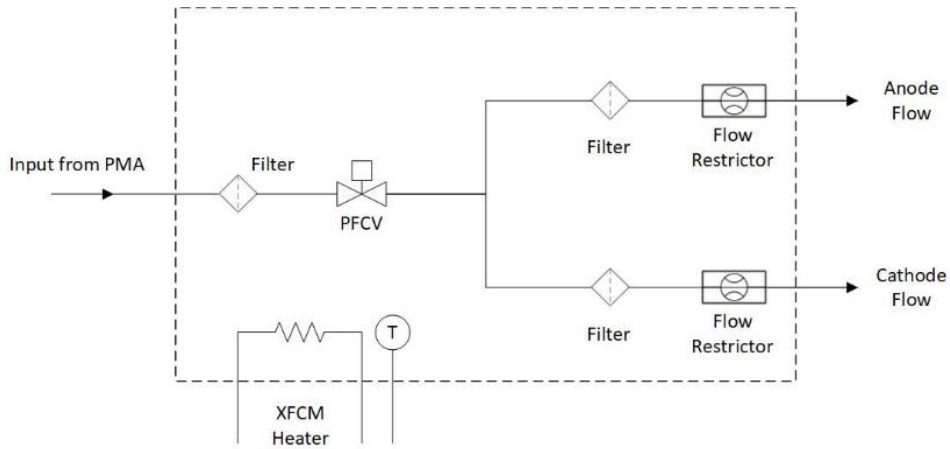 Anode
Flow
Filter
Flow
Restrictor
Input from PMA
Filter
PFCV
Cathode
Flow
Filter
Flow
Restrictor
T
XFCM
Heater